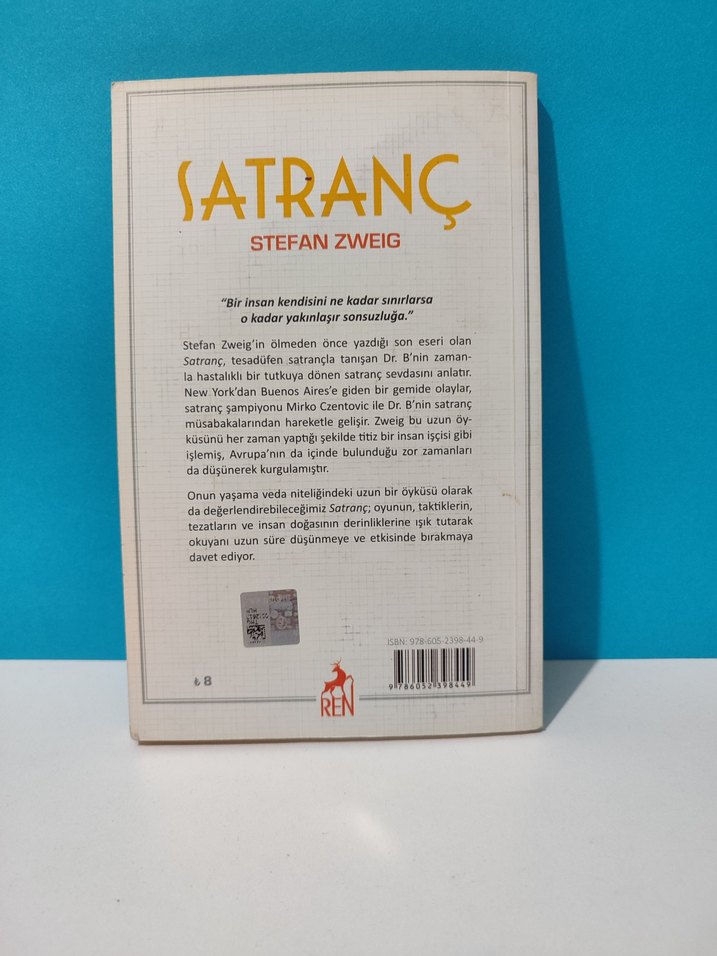 SATRANÇ
STEFAN ZWEIG
“Bir insan kendisini ne kadar sınırlarsa
o kadar yakınlaşır sonsuzluğa.”
Stefan Zweig’in ölmeden önce yazdığı son eseri olan
Satranç, tesadüfen satrançla tanışan Dr. B’nin zaman-
la hastalıklı bir tutkuya dönen satranç sevdasını anlatır.
New York’dan Buenos Aires’e giden bir gemide olaylar,
satranç şampiyonu Mirko Czentovic ile Dr. B’nin satranç
müsabakalarından hareketle gelişir. Zweig bu uzun öy-
küsünü her zaman yaptığı şekilde titiz bir insan işçisi gibi
işlemiş, Avrupa’nın da içinde bulunduğu zor zamanları
da düşünerek kurgulamıştır.
Onun yaşama veda niteliğindeki uzun bir öyküsü olarak
da değerlendirebileceğimiz Satranç; oyunun, taktiklerin,
tezatların ve insan doğasının derinliklerine ışık tutarak
okuyanı uzun süre düşünmeye ve etkisinde bırakmaya
davet ediyor.
ISBN: 978-605-2398-44-9
9 786052 398449
₺ 8
REN